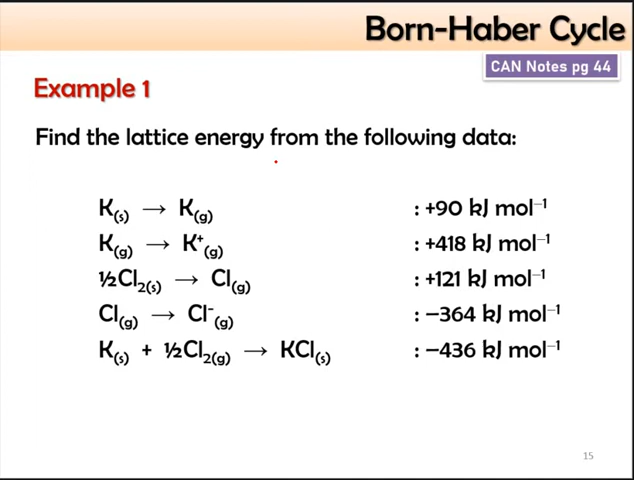 Born-Haber Cycle
CAN Notes pg 44
Example 1
Find the lattice energy from the following data:
K(s) → K(g) : +90 kJ mol⁻¹
K(g) → K⁺(g) : +418 kJ mol⁻¹
½Cl₂(s) → Cl(g) : +121 kJ mol⁻¹
Cl(g) → Cl⁻(g) : −364 kJ mol⁻¹
K(s) + ½Cl₂(g) → KCl(s) : −436 kJ mol⁻¹
15